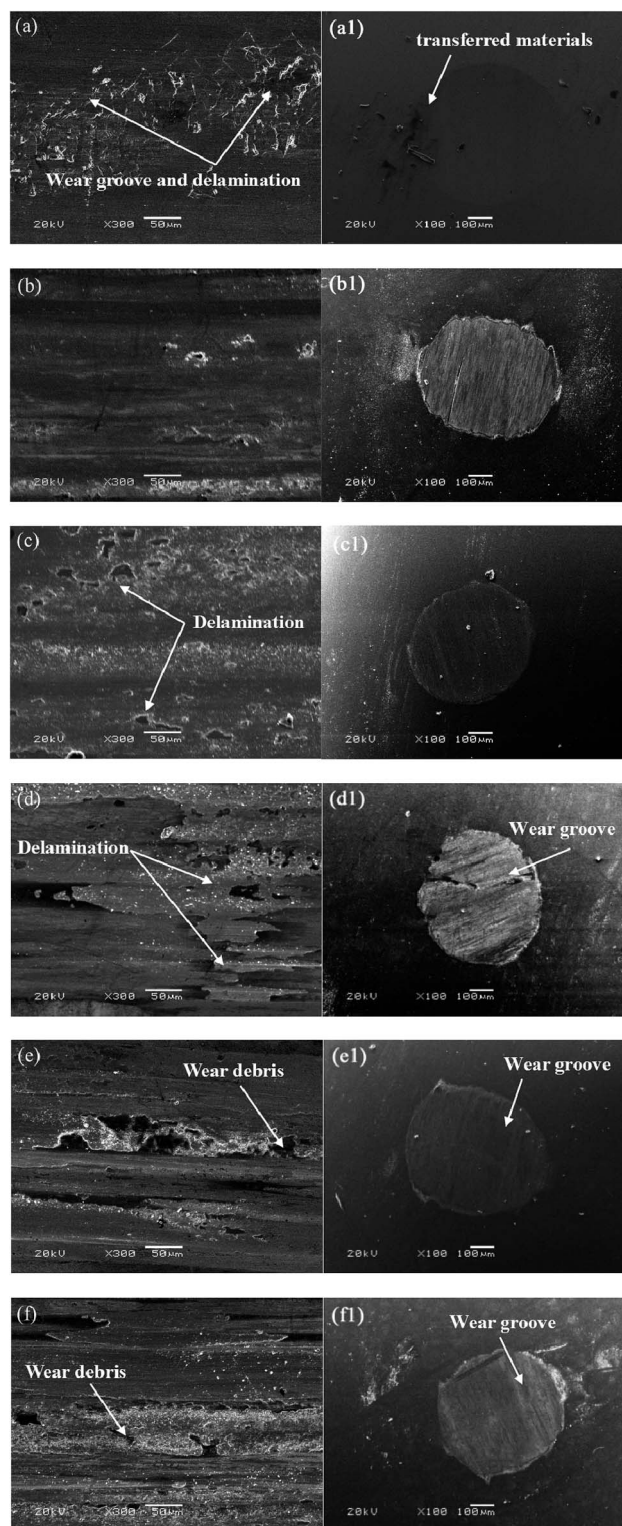 (a)
Wear groove and delamination
20kV X300 50μm
(a1)
transferred materials
20kV X100 100μm
(b)
20kV X300 50μm
(b1)
20kV X100 100μm
(c)
Delamination
20kV X300 50μm
(c1)
20kV X100 100μm
(d)
Delamination
20kV X300 50μm
(d1)
Wear groove
20kV X100 100μm
(e)
Wear debris
20kV X300 50μm
(e1)
Wear groove
20kV X100 100μm
(f)
Wear debris
20kV X300 50μm
(f1)
Wear groove
20kV X100 100μm